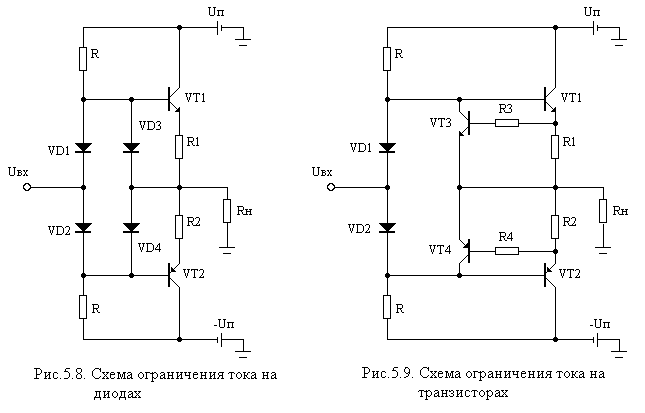 Uп
R
VT1
VD3
VD1
R1
Uвх
Rн
VD2
R2
VD4
VT2
R
-Uп
Рис.5.8. Схема ограничения тока на
диодах
Uп
R
R3
VT1
VT3
VD1
R1
Uвх
Rн
VD2
R2
R4
VT4
VT2
R
-Uп
Рис.5.9. Схема ограничения тока на
транзисторах